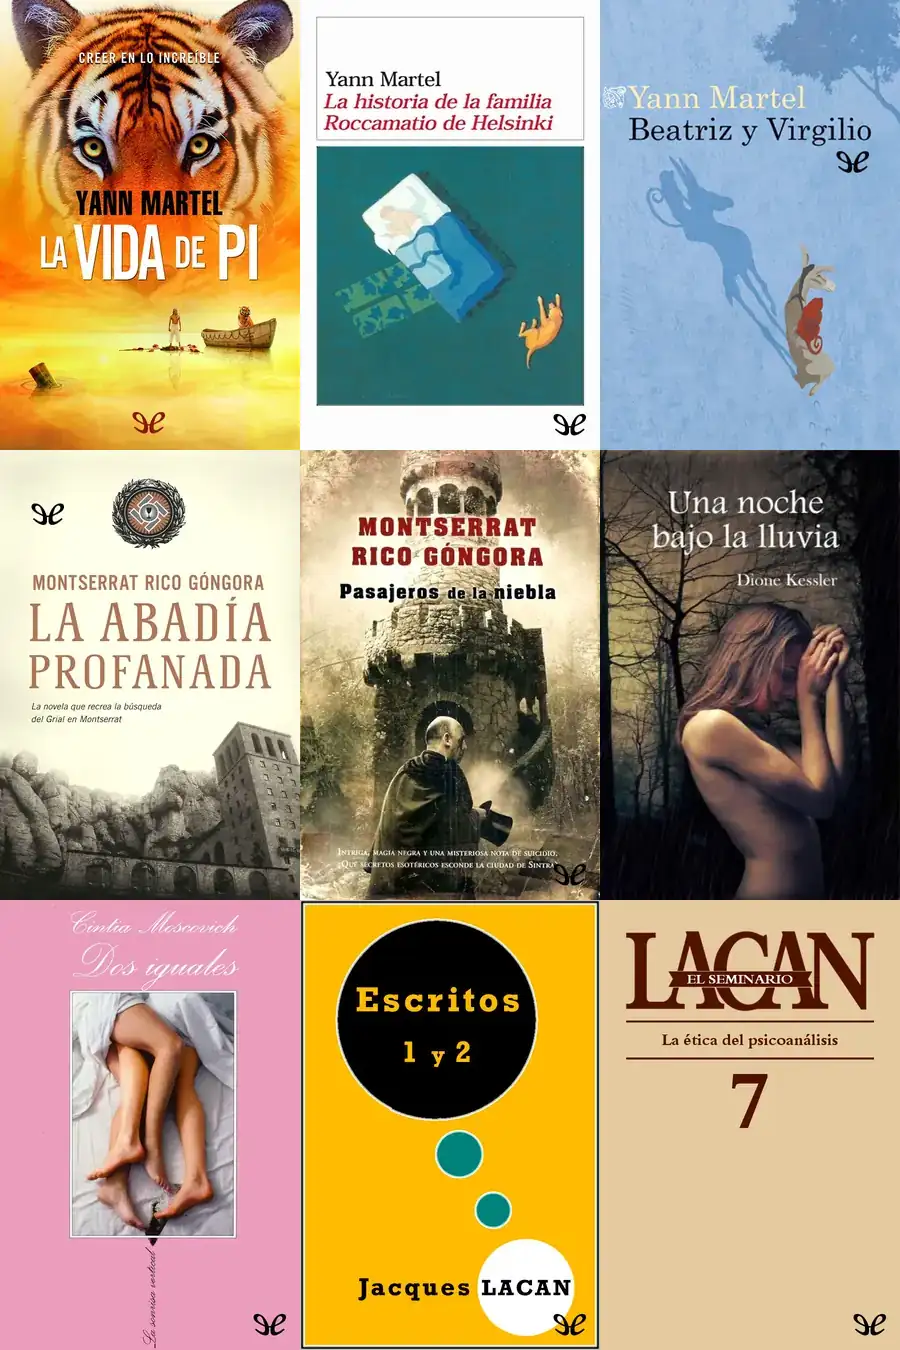 CREER EN LO INCREÍBLE
YANN MARTEL
LA VIDA DE PI
Yann Martel
La historia de la familia
Roccamatio de Helsinki
Yann Martel
Beatriz y Virgilio
MONTSERRAT RICO GÓNGORA
LA ABADÍA
PROFANADA
La novela que recrea la búsqueda
del Grial en Montserrat
MONTSERRAT
RICO GÓNGORA
Pasajeros de la niebla
INTRIGA, MAGIA NEGRA Y UNA MISTERIOSA NOTA DE SUICIDIO.
¿QUÉ SECRETOS ESOTÉRICOS ESCONDE LA CIUDAD DE SINTRA?
Una noche
bajo la lluvia
Dione Kessler
Cíntia Moscovich
Dos iguales
La sonrisa vertical
Escritos
1 y 2
Jacques LACAN
LACAN
EL SEMINARIO
La ética del psicoanálisis
7